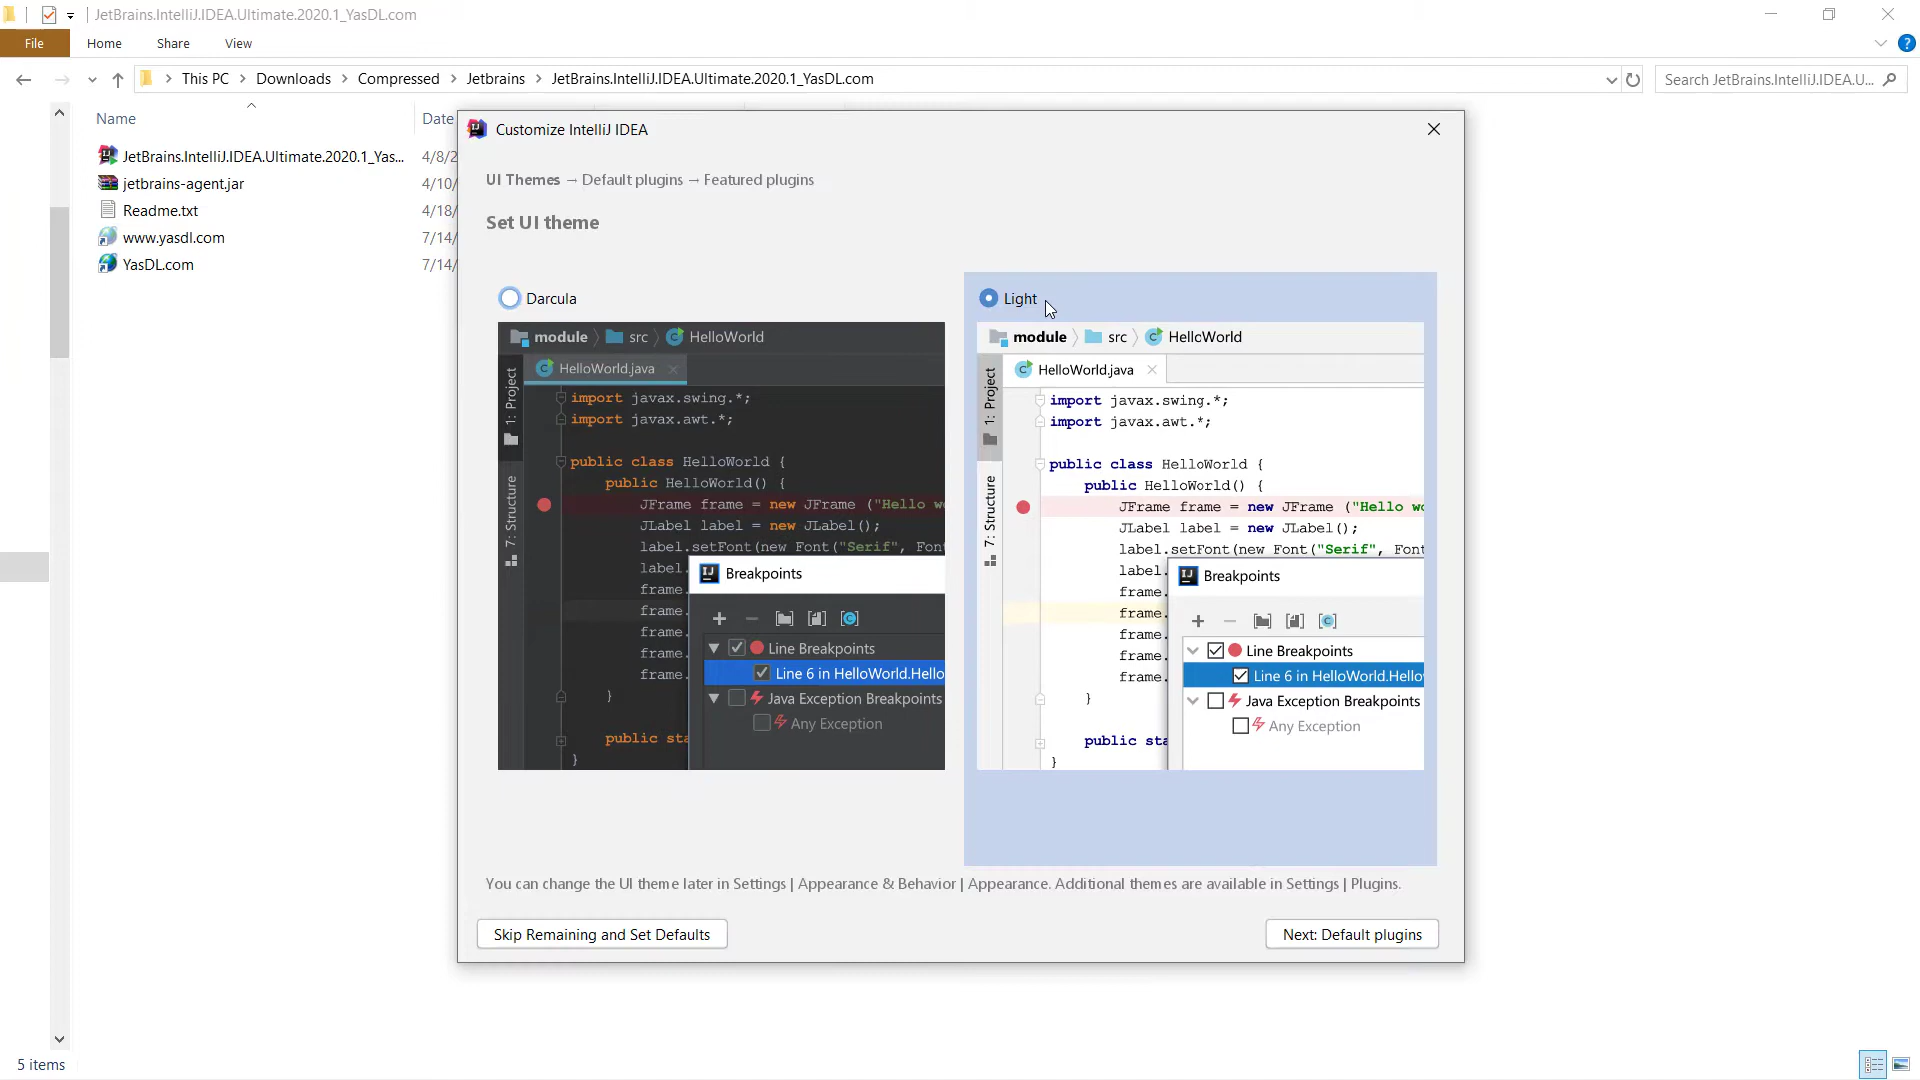 JetBrains.IntelliJ.IDEA.Ultimate.2020.1_YasDL.com
File Home Share View
This PC Downloads Compressed Jetbrains JetBrains.IntelliJ.IDEA.Ultimate.2020.1_YasDL.com
Search JetBrains.IntelliJ.IDEA.U...
Name Date
JetBrains.IntelliJ.IDEA.Ultimate.2020.1_Yas... 4/8/2
jetbrains-agent.jar 4/10/
Readme.txt 4/18/
www.yasdl.com 7/14/
YasDL.com 7/14/
Customize IntelliJ IDEA
UI Themes → Default plugins → Featured plugins
Set UI theme
Darcula
module src HelloWorld
HelloWorld.java
1: Project
7: Structure
import javax.swing.*;
import javax.awt.*;
public class HelloWorld {
public HelloWorld() {
JFrame frame = new JFrame ("Hello w
JLabel label = new JLabel();
label.setFont(new Font("Serif", Fon
label.
frame.
frame.
frame.
frame.
frame.
}
public sta
}
Breakpoints
Line Breakpoints
Line 6 in HelloWorld.Hello
Java Exception Breakpoints
Any Exception
Light
module src HelloWorld
HelloWorld.java
1: Project
7: Structure
import javax.swing.*;
import javax.awt.*;
public class HelloWorld {
public HelloWorld() {
JFrame frame = new JFrame ("Hello wo
JLabel label = new JLabel();
label.setFont(new Font("Serif", Font
label.
frame.
frame.
frame.
frame.
frame.
}
public sta
}
Breakpoints
Line Breakpoints
Line 6 in HelloWorld.Hello
Java Exception Breakpoints
Any Exception
You can change the UI theme later in Settings | Appearance & Behavior | Appearance. Additional themes are available in Settings | Plugins.
Skip Remaining and Set Defaults
Next: Default plugins
5 items